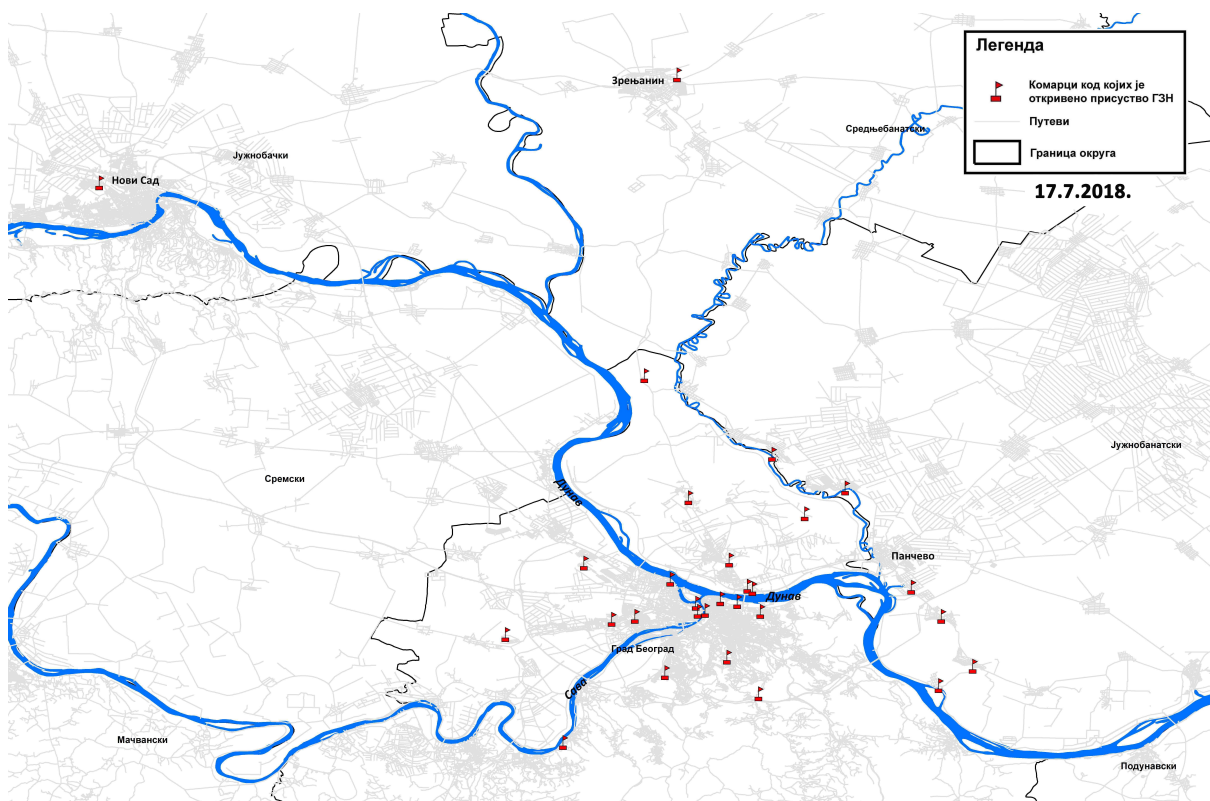 Легенда
Комарци код којих је
откривено присуство ГЗН
Путеви
Граница округа
17.7.2018.
Зрењанин
Средњебанатски
Јужнобачки
Нови Сад
Јужнобанатски
Сремски
Дунав
Панчево
Дунав
Град Београд
Сава
Мачвански
Подунавски